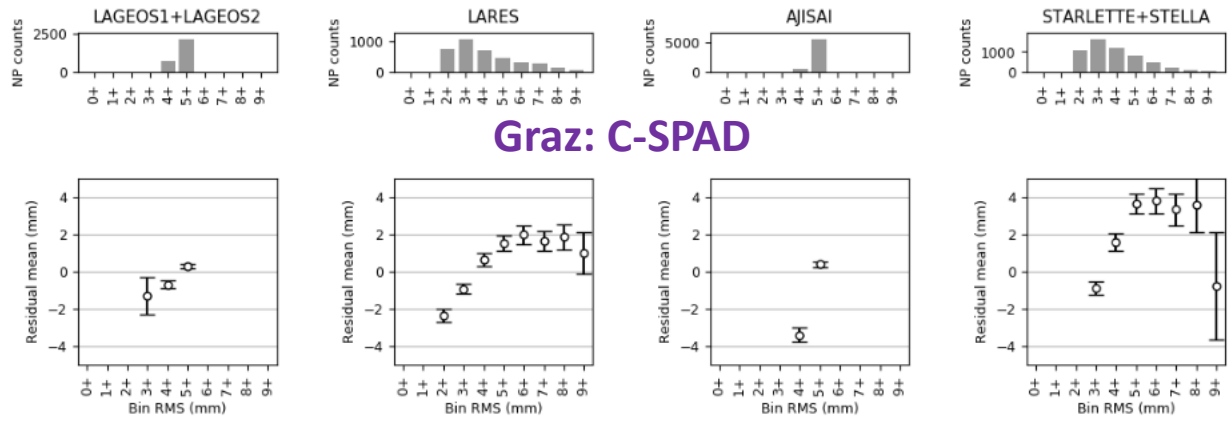 LAGEOS1+LAGEOS2 LARES AJISAI STARLETTE+STELLA
NP counts 2500 0 NP counts 1000 0 NP counts 5000 0 NP counts 1000 0
0+ 1+ 2+ 3+ 4+ 5+ 6+ 7+ 8+ 9+ 0+ 1+ 2+ 3+ 4+ 5+ 6+ 7+ 8+ 9+ 0+ 1+ 2+ 3+ 4+ 5+ 6+ 7+ 8+ 9+ 0+ 1+ 2+ 3+ 4+ 5+ 6+ 7+ 8+ 9+
Graz: C-SPAD
Residual mean (mm) Residual mean (mm) Residual mean (mm) Residual mean (mm)
4 4 4 4
2 2 2 2
0 0 0 0
−2 −2 −2 −2
−4 −4 −4 −4
0+ 1+ 2+ 3+ 4+ 5+ 6+ 7+ 8+ 9+ 0+ 1+ 2+ 3+ 4+ 5+ 6+ 7+ 8+ 9+ 0+ 1+ 2+ 3+ 4+ 5+ 6+ 7+ 8+ 9+ 0+ 1+ 2+ 3+ 4+ 5+ 6+ 7+ 8+ 9+
Bin RMS (mm) Bin RMS (mm) Bin RMS (mm) Bin RMS (mm)